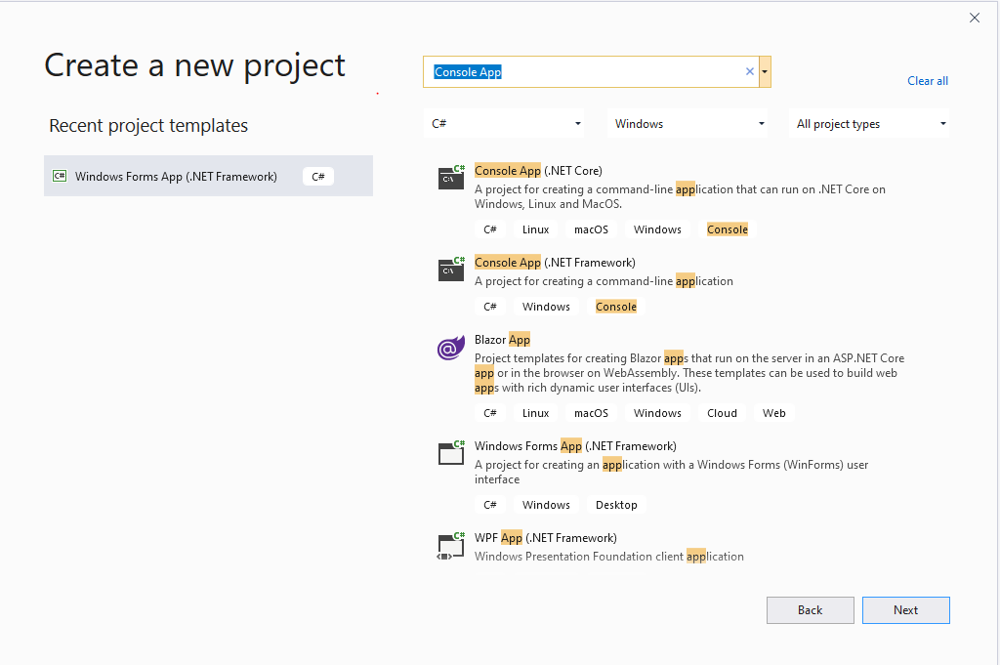 Create a new project
Console App
Clear all
Recent project templates
C#
Windows
All project types
C# Windows Forms App (.NET Framework) C#
C#
C:\
Console App (.NET Core)
A project for creating a command-line application that can run on .NET Core on
Windows, Linux and MacOS.
C# Linux macOS Windows Console
C#
C:\
Console App (.NET Framework)
A project for creating a command-line application
C# Windows Console
@
Blazor App
Project templates for creating Blazor apps that run on the server in an ASP.NET Core
app or in the browser on WebAssembly. These templates can be used to build web
apps with rich dynamic user interfaces (UIs).
C# Linux macOS Windows Cloud Web
C#
Windows Forms App (.NET Framework)
A project for creating an application with a Windows Forms (WinForms) user
interface
C# Windows Desktop
C#
WPF App (.NET Framework)
Windows Presentation Foundation client application
Back
Next